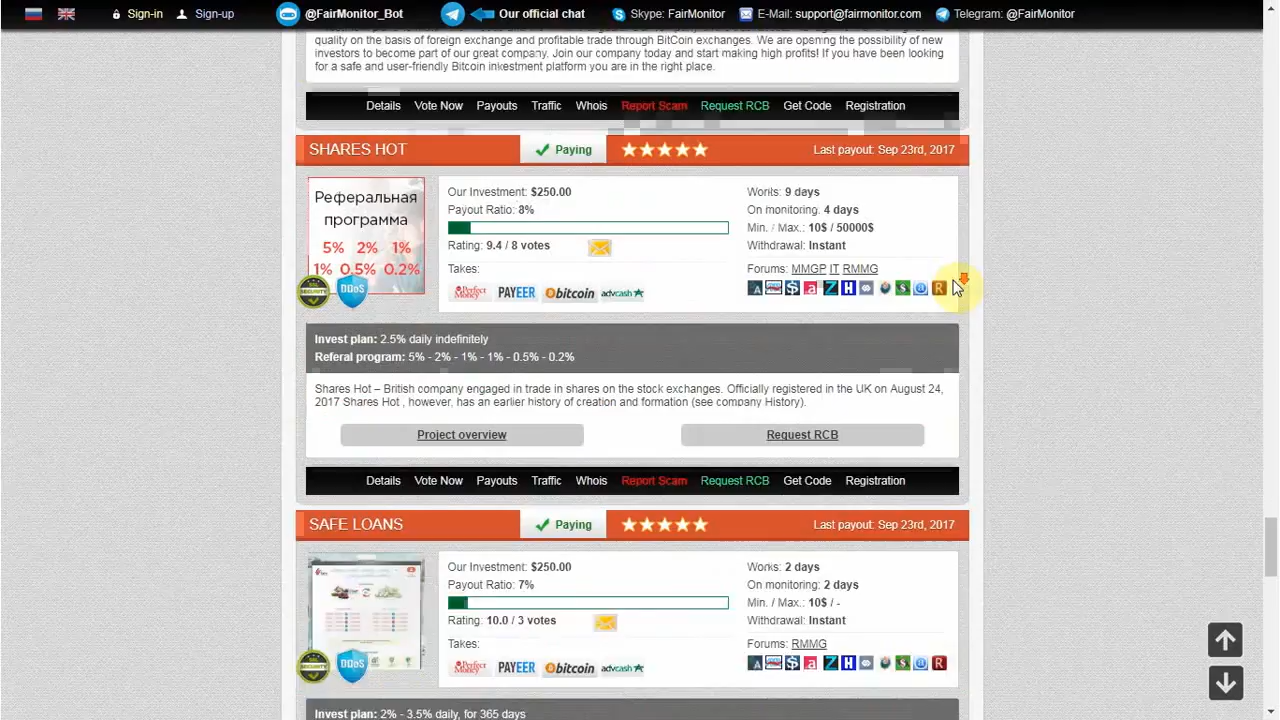 Sign-in Sign-up @FairMonitor_Bot Our official chat Skype: FairMonitor E-Mail: support@fairmonitor.com Telegram: @FairMonitor
quality on the basis of foreign exchange and profitable trade through BitCoin exchanges. We are opening the possibility of new
investors to become part of our great company. Join our company today and start making high profits! If you have been looking
for a safe and user-friendly Bitcoin inkestment platform you are in the right place.
Details Vote Now Payouts Traffic Whois Report Scam Request RCB Get Code Registration
SHARES HOT Paying Last payout: Sep 23rd, 2017
Реферальная
программа
5% 2% 1%
1% 0.5% 0.2%
SECURITY
DDoS
Our Investment: $250.00
Payout Ratio: 8%
Rating: 9.4 / 8 votes
Takes:
Perfect Money PAYEER bitcoin advcash
Works: 9 days
On monitoring. 4 days
Min. / Max.: 10$ / 50000$
Withdrawal: Instant
Forums: MMGP IT RMMG
Invest plan: 2.5% daily indefinitely
Referal program: 5% - 2% - 1% - 1% - 0.5% - 0.2%
Shares Hot – British company engaged in trade in shares on the stock exchanges. Officially registered in the UK on August 24,
2017 Shares Hot , however, has an earlier history of creation and formation (see company History).
Project overview Request RCB
Details Vote Now Payouts Traffic Whois Report Scam Request RCB Get Code Registration
SAFE LOANS Paying Last payout: Sep 23rd, 2017
SECURITY
DDoS
Our Investment: $250.00
Payout Ratio: 7%
Rating: 10.0 / 3 votes
Takes:
Perfect Money PAYEER bitcoin advcash
Works: 2 days
On monitoring: 2 days
Min. / Max.: 10$ / -
Withdrawal: Instant
Forums: RMMG
Invest plan: 2% - 3.5% daily, for 365 days